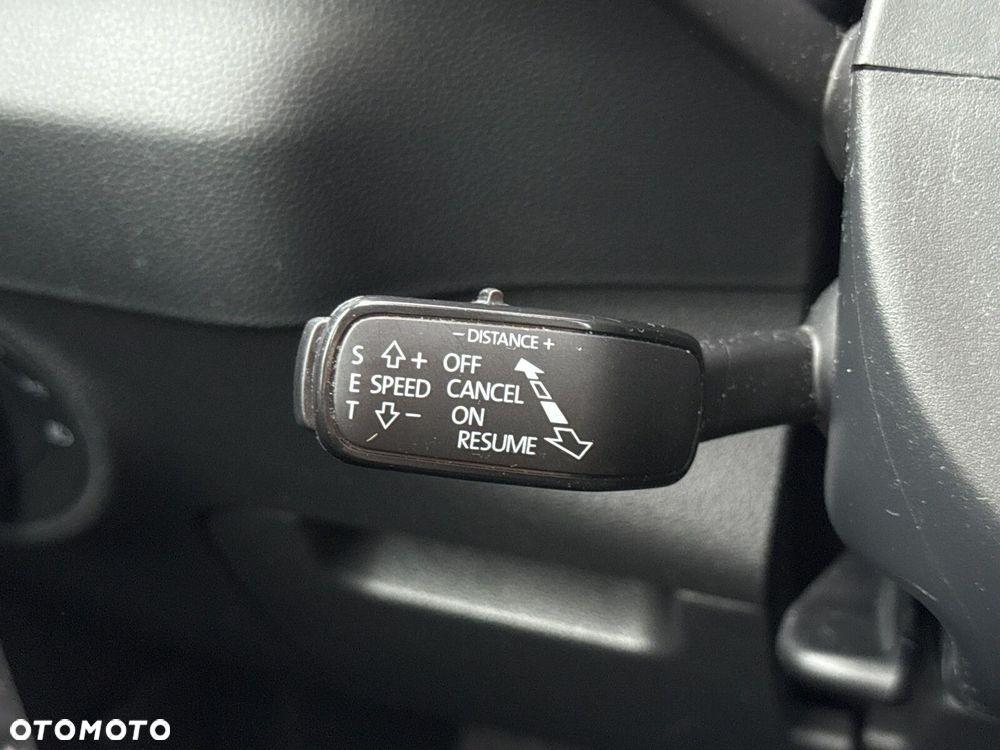 − DISTANCE +
S + OFF
E SPEED CANCEL
T − ON
RESUME
OTOMOTO